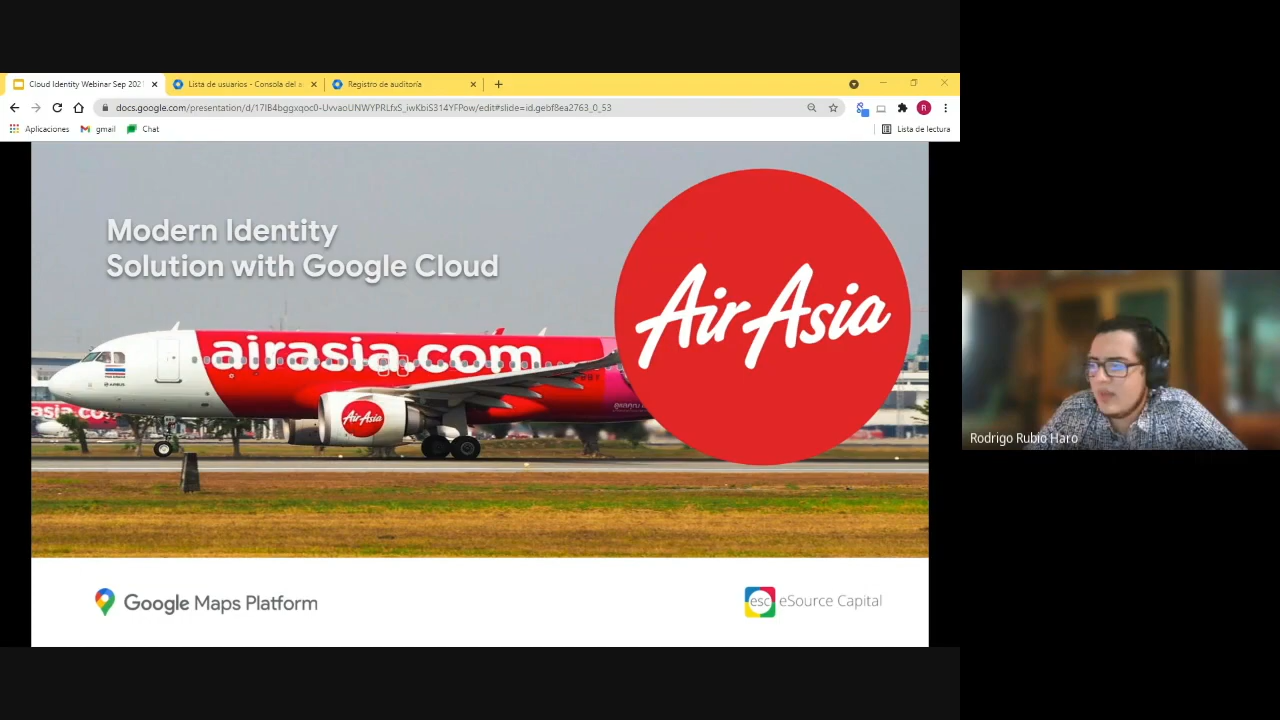 Cloud Identity Webinar Sep 202
Lista de usuarios - Consola del a
Registro de auditoría
docs.google.com/presentation/d/17IB4bggxqoc0-UvvaoUNWYPRLfxS_iwKbiS314YFPow/edit#slide=id.gebf8ea2763_0_53
R
Aplicaciones
gmail
Chat
Lista de lectura
Modern Identity
Solution with Google Cloud
AirAsia
airasia.com
AirAsia
Google Maps Platform
esc eSource Capital
Rodrigo Rubio Haro